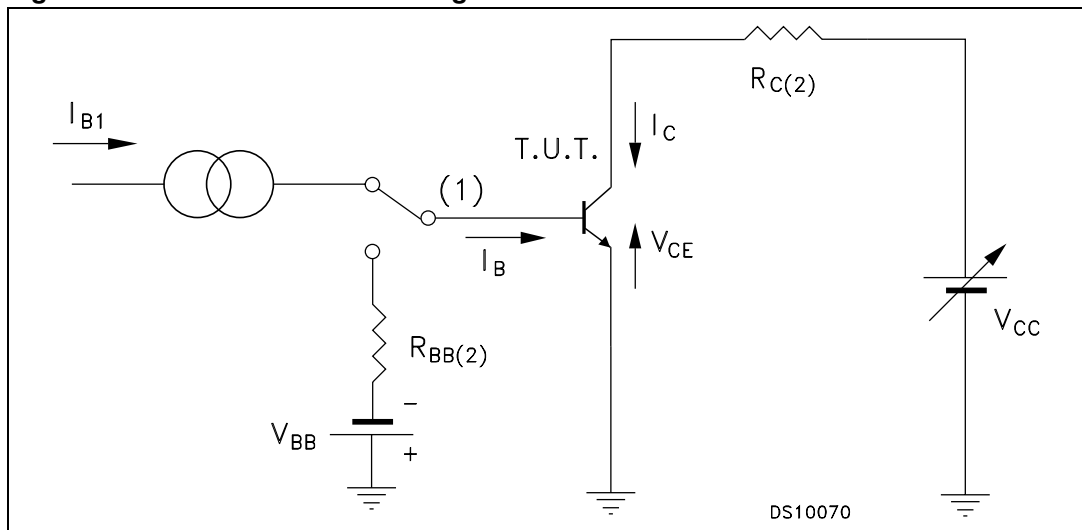 I_B1
R_C(2)
T.U.T.
I_C
(1)
I_B
V_CE
R_BB(2)
V_CC
-
V_BB
+
DS10070